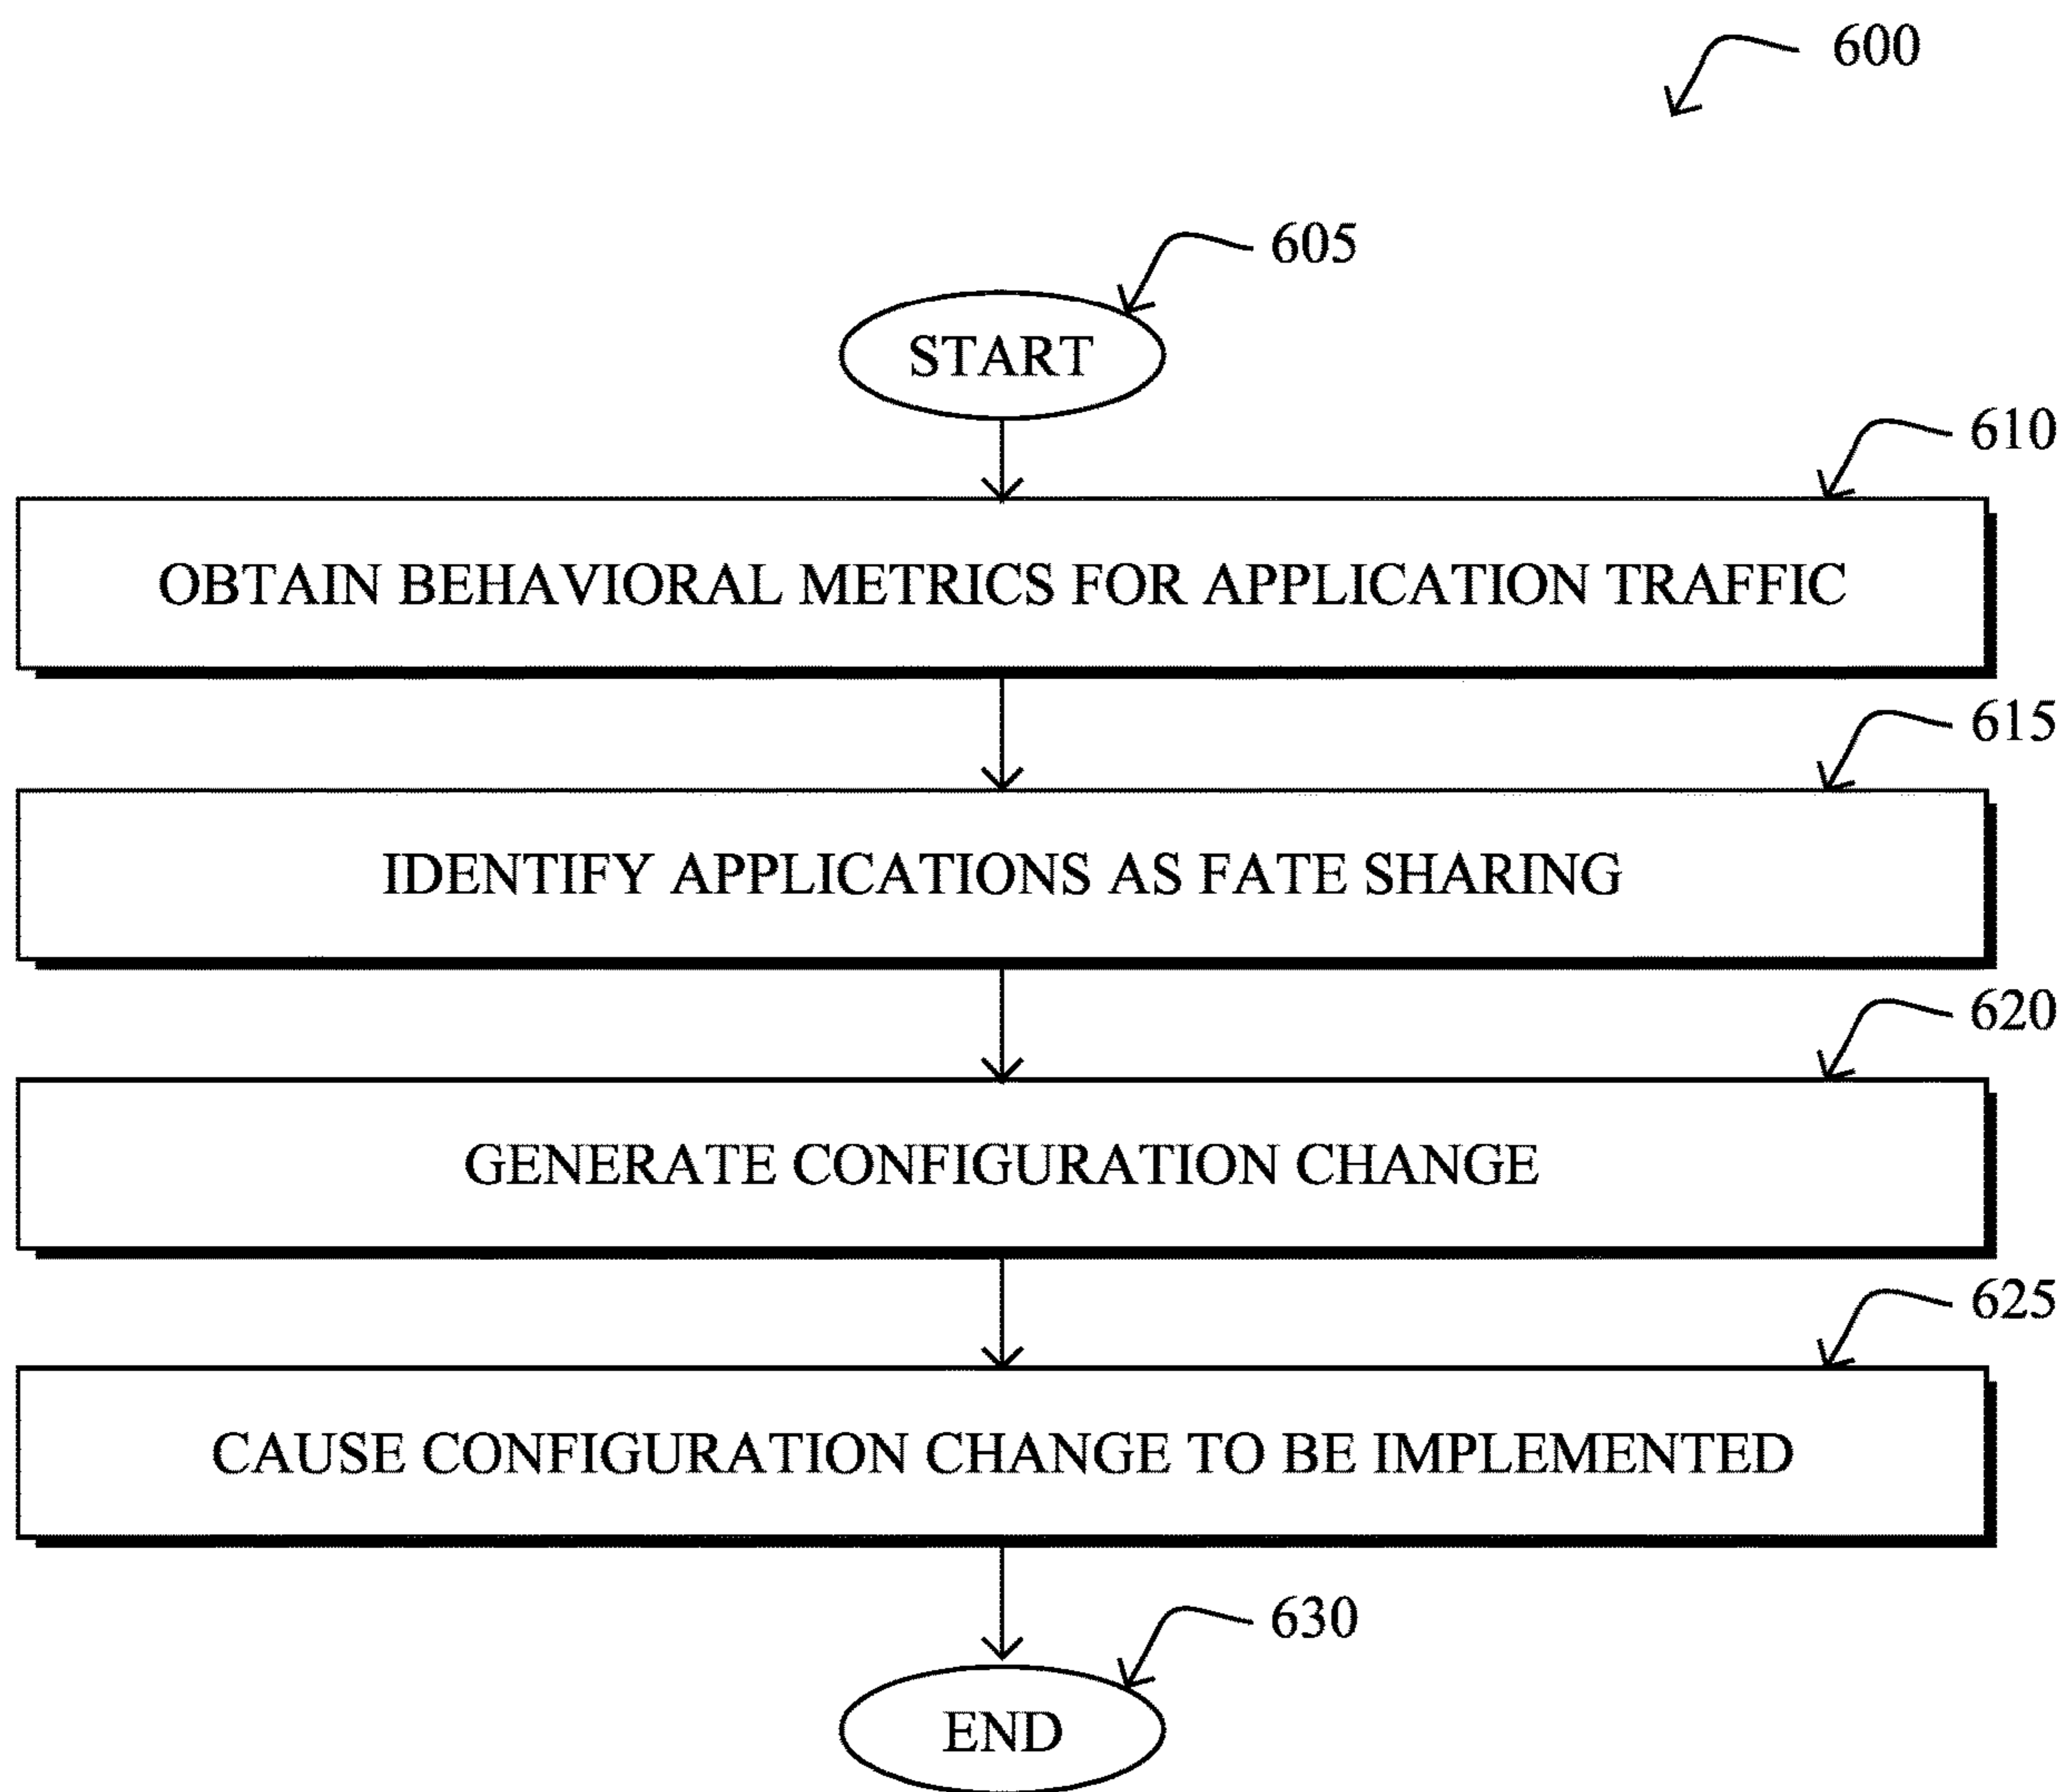 600
605
START
610
OBTAIN BEHAVIORAL METRICS FOR APPLICATION TRAFFIC
615
IDENTIFY APPLICATIONS AS FATE SHARING
620
GENERATE CONFIGURATION CHANGE
625
CAUSE CONFIGURATION CHANGE TO BE IMPLEMENTED
630
END